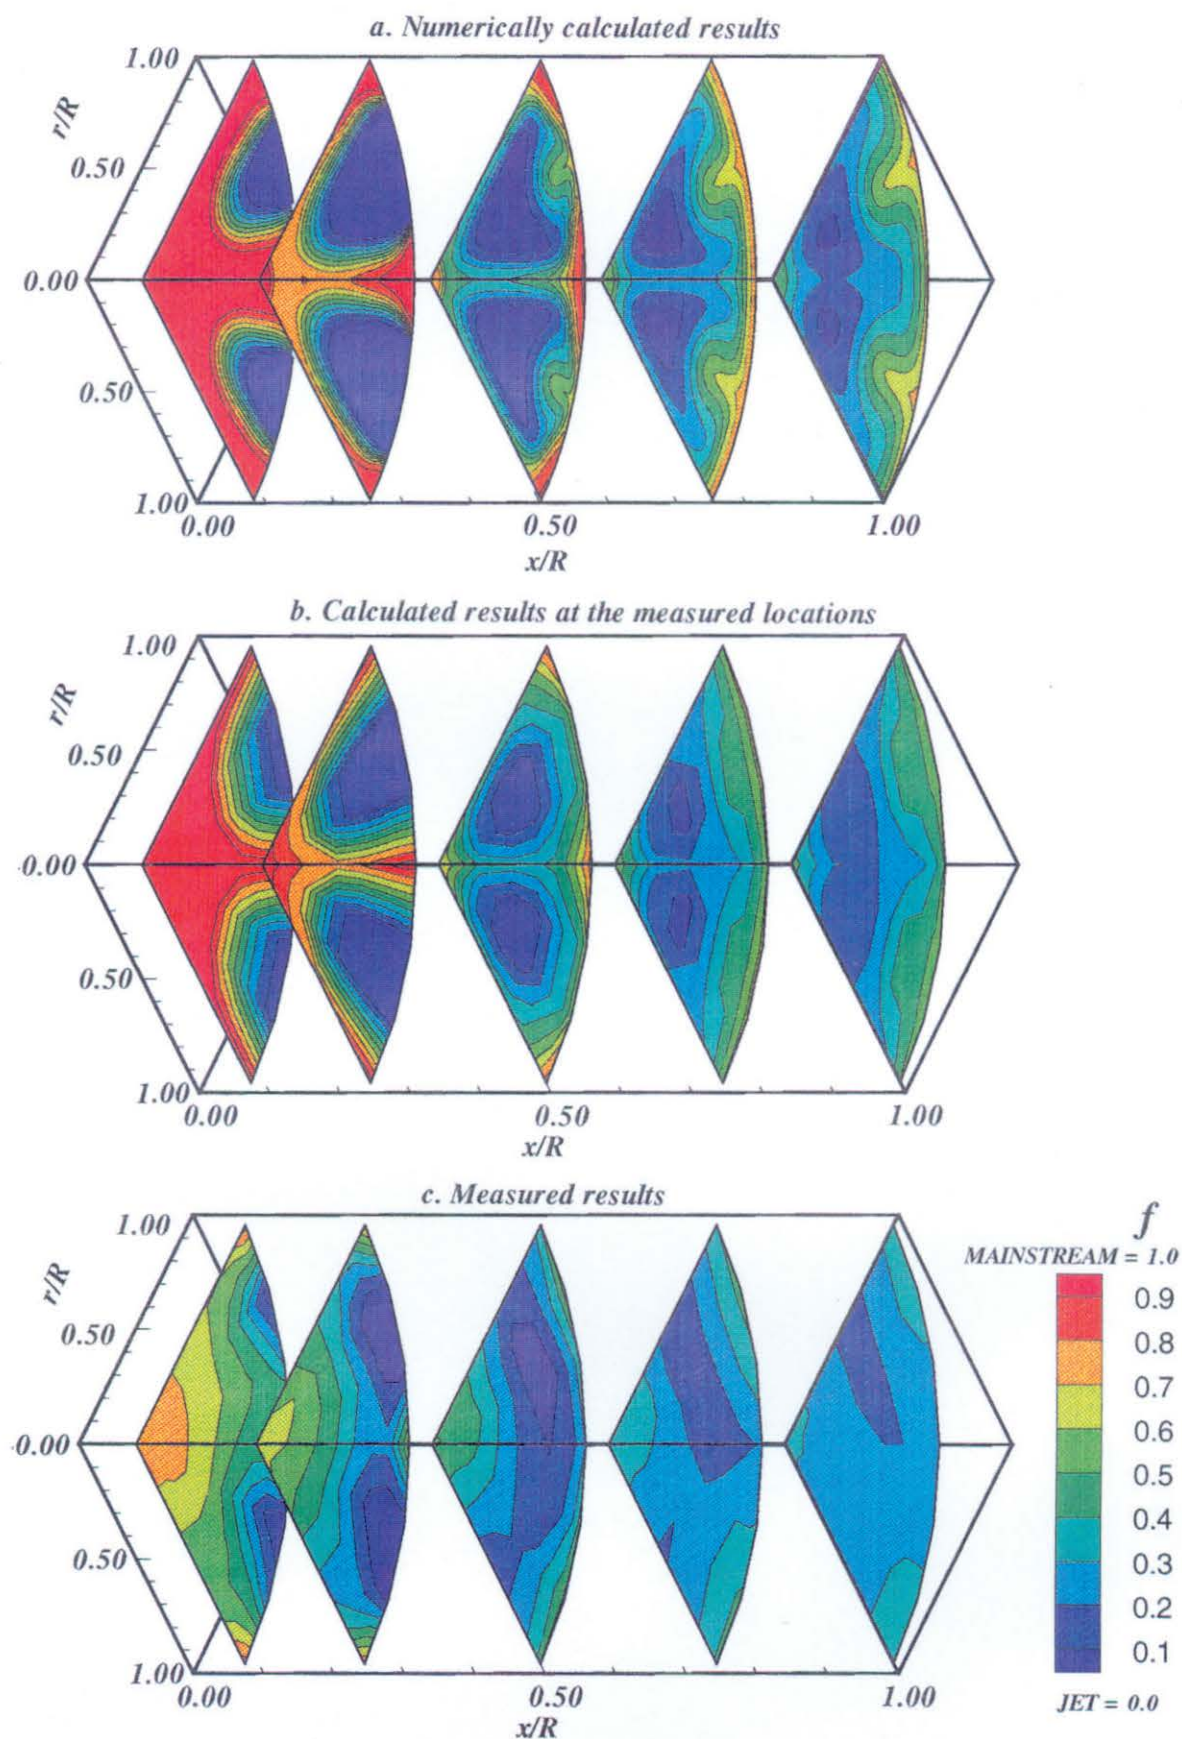 a. Numerically calculated results
1.00
r/R
0.50
0.00
0.50
1.00
0.00 0.50 1.00
x/R
b. Calculated results at the measured locations
1.00
r/R
0.50
0.00
0.50
1.00
0.00 0.50 1.00
x/R
c. Measured results
1.00
r/R
0.50
0.00
0.50
1.00
0.00 0.50 1.00
x/R
f
MAINSTREAM = 1.0
0.9
0.8
0.7
0.6
0.5
0.4
0.3
0.2
0.1
JET = 0.0